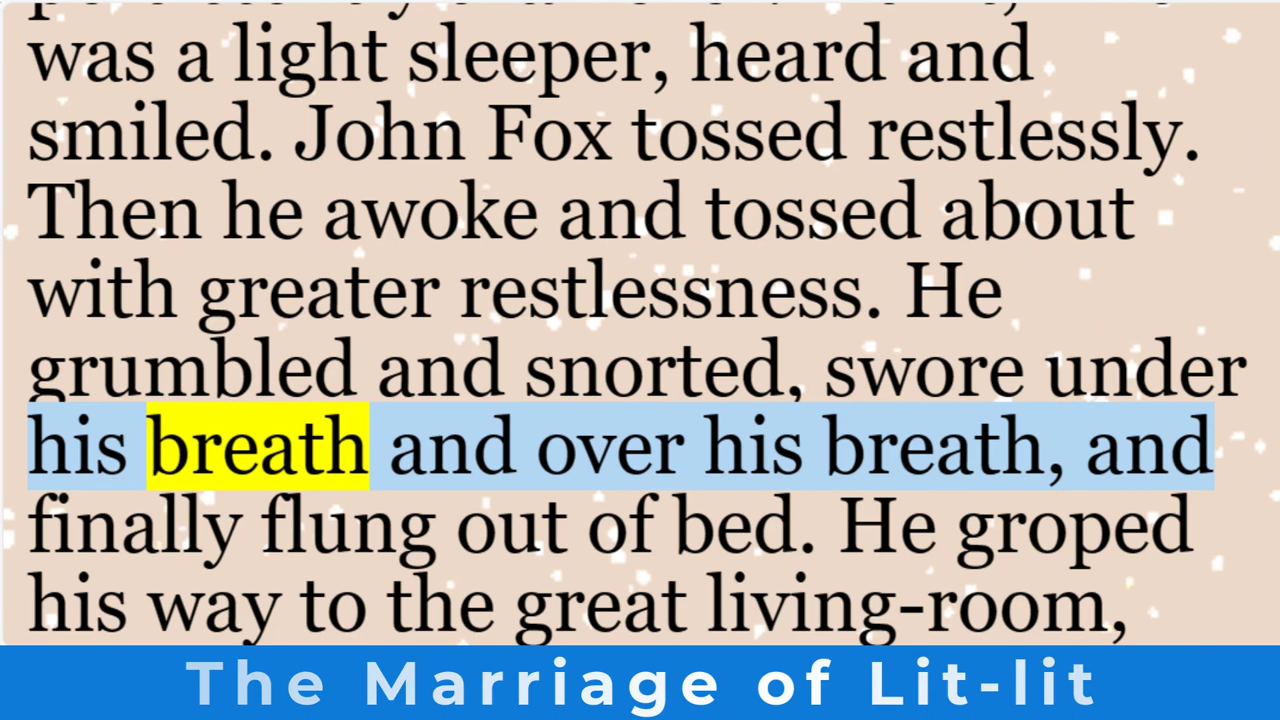 was a light sleeper, heard and
smiled. John Fox tossed restlessly.
Then he awoke and tossed about
with greater restlessness. He
grumbled and snorted, swore under
his breath and over his breath, and
finally flung out of bed. He groped
his way to the great living-room,
The Marriage of Lit-lit